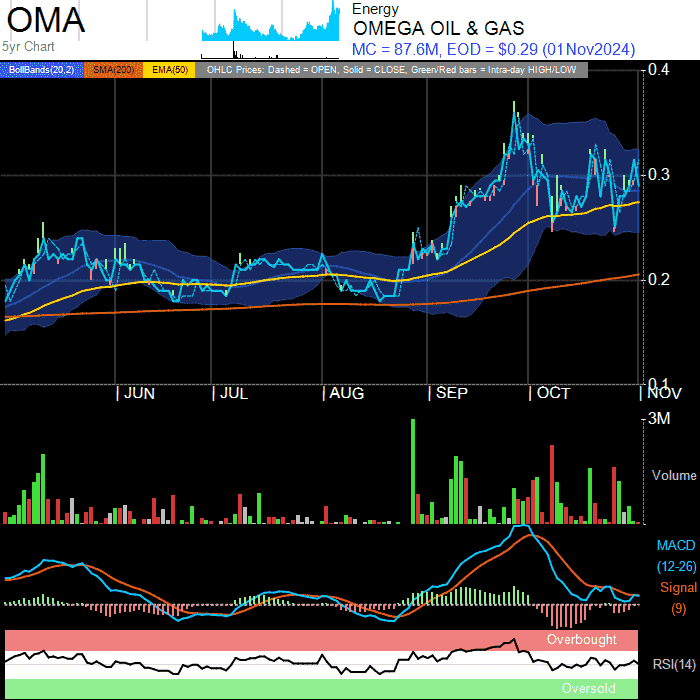 OMA
5yr Chart
Energy
OMEGA OIL & GAS
MC = 87.6M, EOD = $0.29 (01Nov2024)
BollBands(20,2) SMA(200) EMA(50) OHLC Prices: Dashed = OPEN, Solid = CLOSE, Green/Red bars = Intra-day HIGH/LOW
0.4
0.3
0.2
0.1
| JUN | JUL | AUG | SEP | OCT | NOV
3M
Volume
MACD
(12-26)
Signal
(9)
Overbought
RSI(14)
Oversold